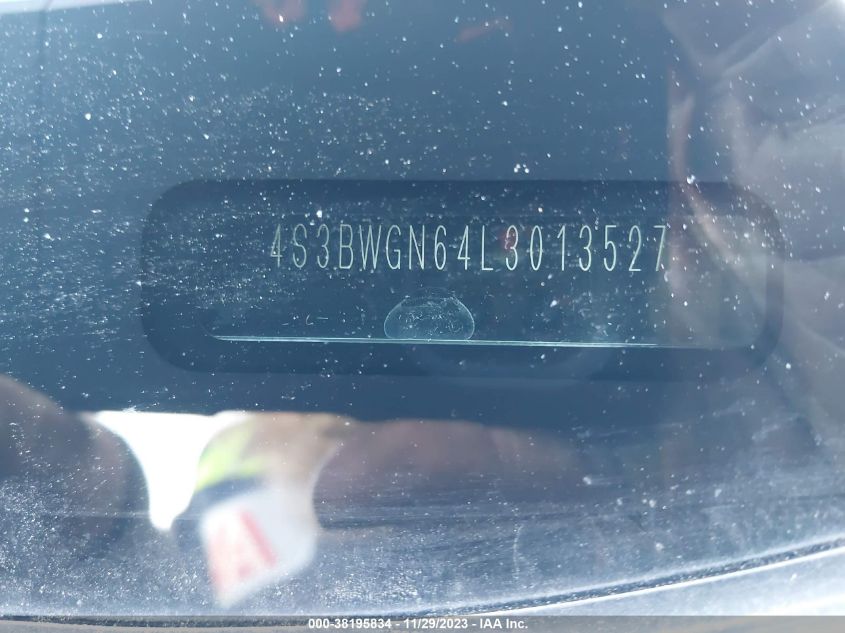 4S3BWGN64L3013527
000-38195834 - 11/29/2023 - IAA Inc.